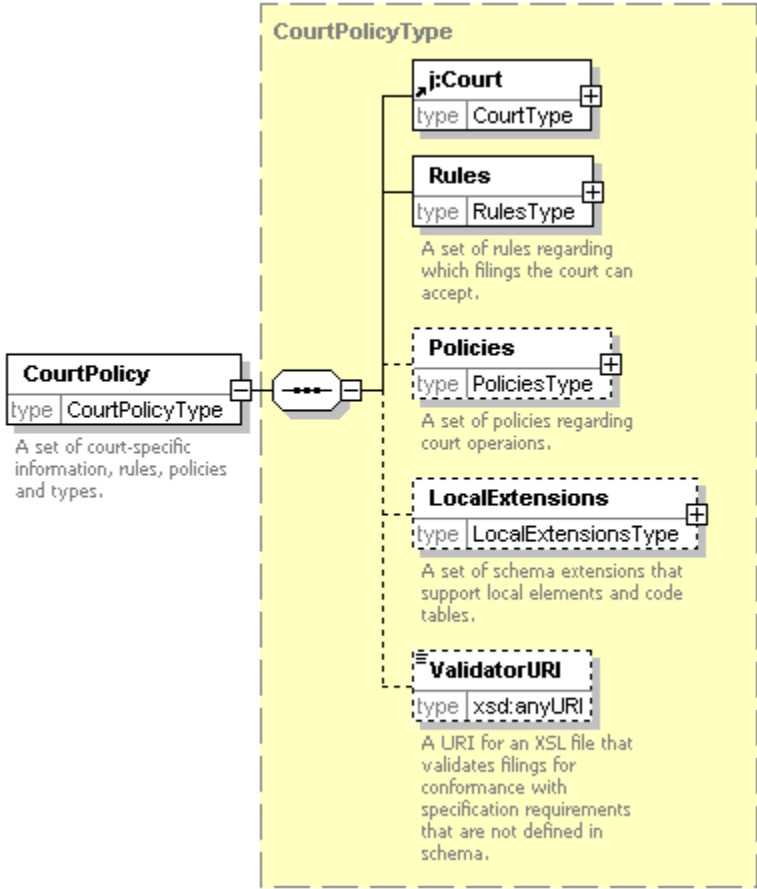 CourtPolicyType
j:Court
type CourtType
Rules
type RulesType
A set of rules regarding
which filings the court can
accept.
Policies
type PoliciesType
A set of policies regarding
court operaions.
CourtPolicy
type CourtPolicyType
A set of court-specific
information, rules, policies
and types.
LocalExtensions
type LocalExtensionsType
A set of schema extensions that
support local elements and code
tables.
ValidatorURI
type xsd:anyURI
A URI for an XSL file that
validates filings for
conformance with
specification requirements
that are not defined in
schema.